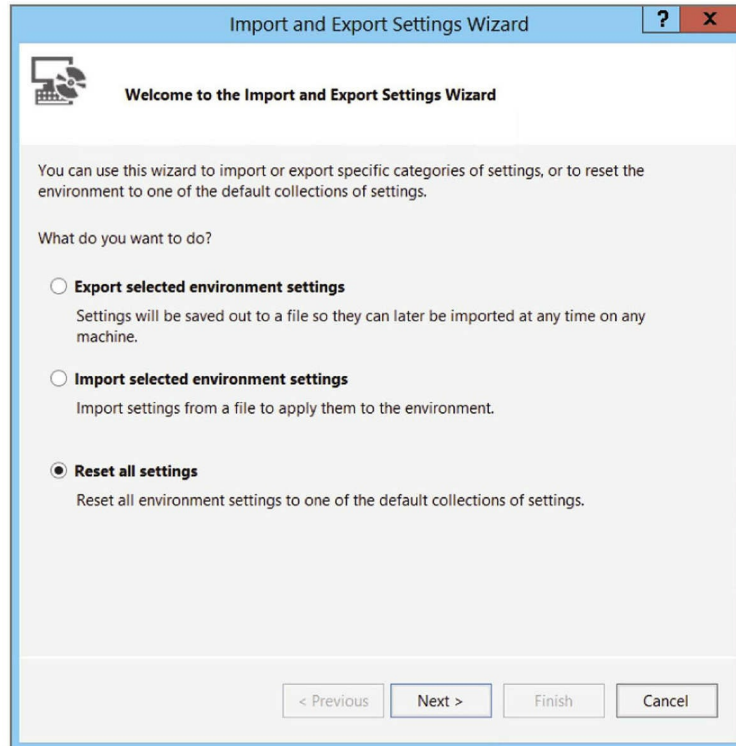 Import and Export Settings Wizard
? X
Welcome to the Import and Export Settings Wizard
You can use this wizard to import or export specific categories of settings, or to reset the
environment to one of the default collections of settings.
What do you want to do?
Export selected environment settings
Settings will be saved out to a file so they can later be imported at any time on any
machine.
Import selected environment settings
Import settings from a file to apply them to the environment.
Reset all settings
Reset all environment settings to one of the default collections of settings.
< Previous Next > Finish Cancel